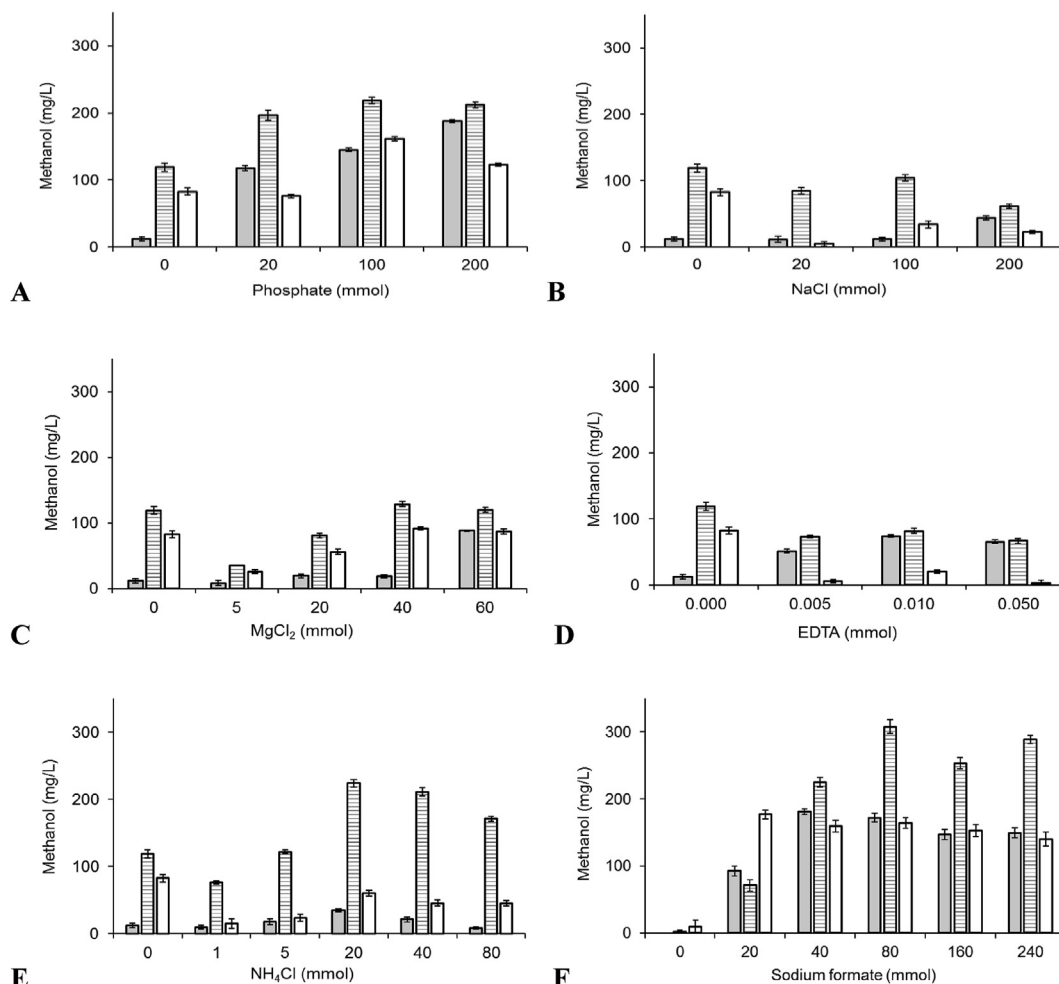 300
200
100
0
Methanol (mg/L)
0 20 100 200
Phosphate (mmol)
A
300
200
100
0
Methanol (mg/L)
0 20 100 200
NaCl (mmol)
B
300
200
100
0
Methanol (mg/L)
0 5 20 40 60
MgCl₂ (mmol)
C
300
200
100
0
Methanol (mg/L)
0.000 0.005 0.010 0.050
EDTA (mmol)
D
300
200
100
0
Methanol (mg/L)
0 1 5 20 40 80
NH₄Cl (mmol)
E
300
200
100
0
Methanol (mg/L)
0 20 40 80 160 240
Sodium formate (mmol)
F